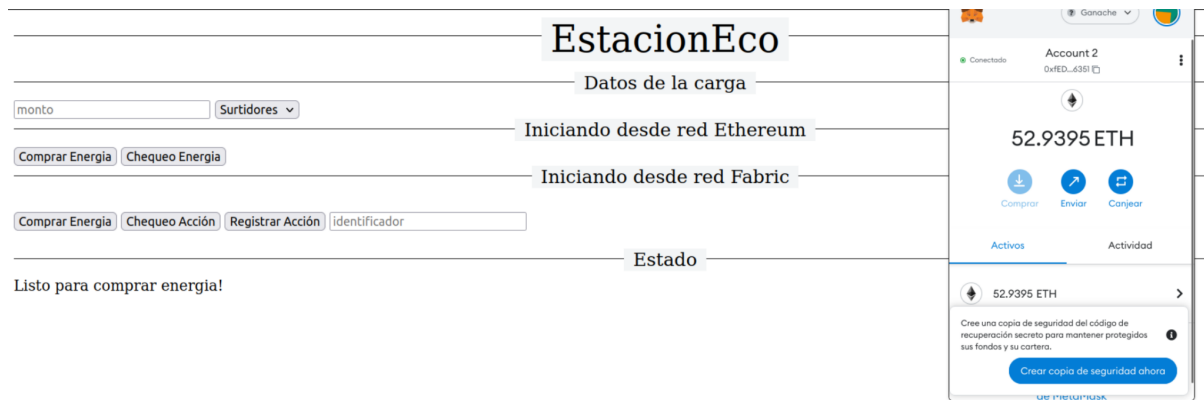 EstacionEco
Datos de la carga
monto Surtidores
Iniciando desde red Ethereum
Comprar Energia Chequeo Energia
Iniciando desde red Fabric
Comprar Energia Chequeo Acción Registrar Acción identificador
Estado
Listo para comprar energia!
Ganache
Conectado
Account 2
0xfED...6351
52.9395 ETH
Comprar Enviar Canjear
Activos Actividad
52.9395 ETH
Cree una copia de seguridad del código de
recuperación secreto para mantener protegidos
sus fondos y su cartera.
Crear copia de seguridad ahora
de MetaMask